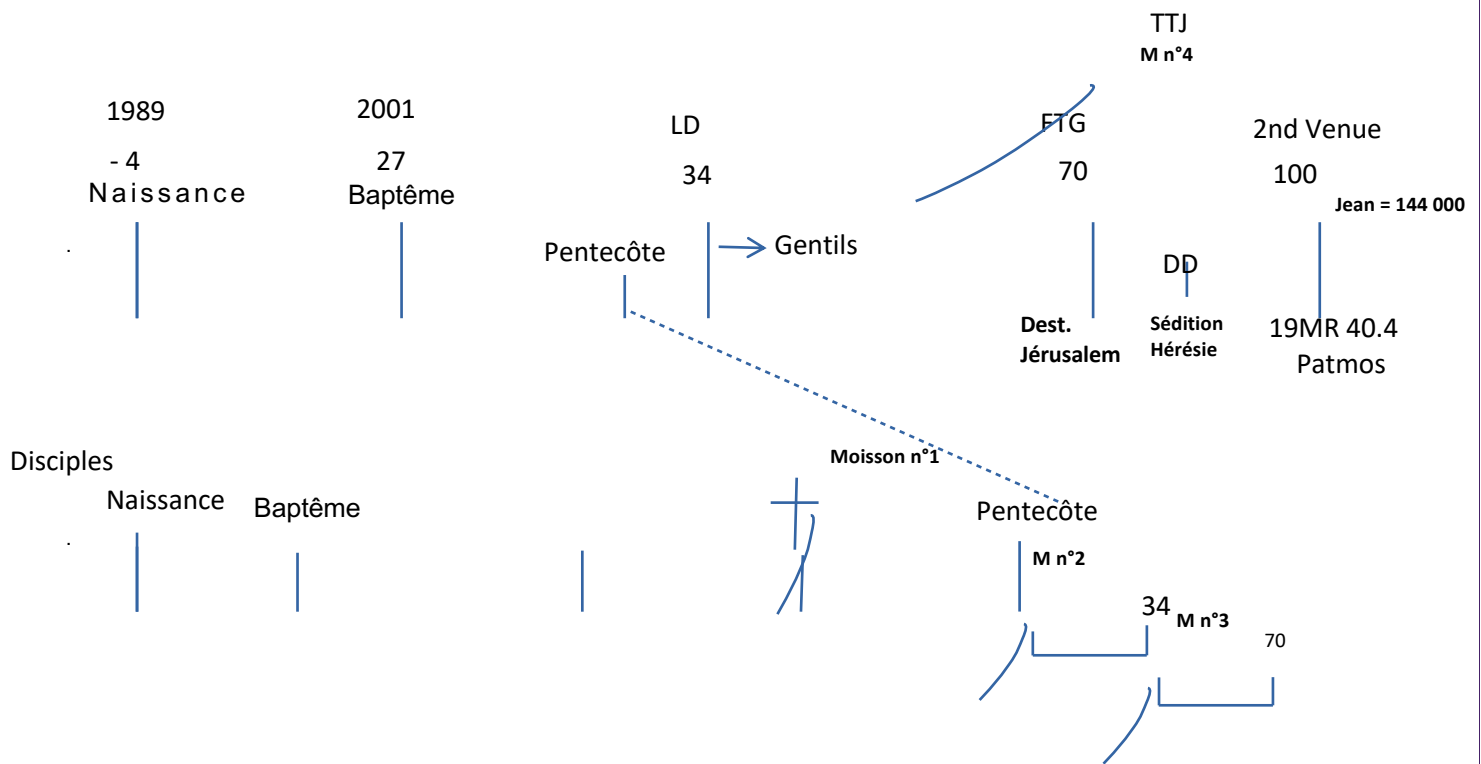 TTJ
M n°4
1989
2001
LD
FTG
2nd Venue
- 4
27
34
70
100
Naissance
Baptême
Jean = 144 000
Pentecôte
Gentils
DD
Dest.
Jérusalem
Sédition
Hérésie
19MR 40.4
Patmos
Disciples
Moisson n°1
Naissance
Baptême
Pentecôte
M n°2
34
M n°3
70